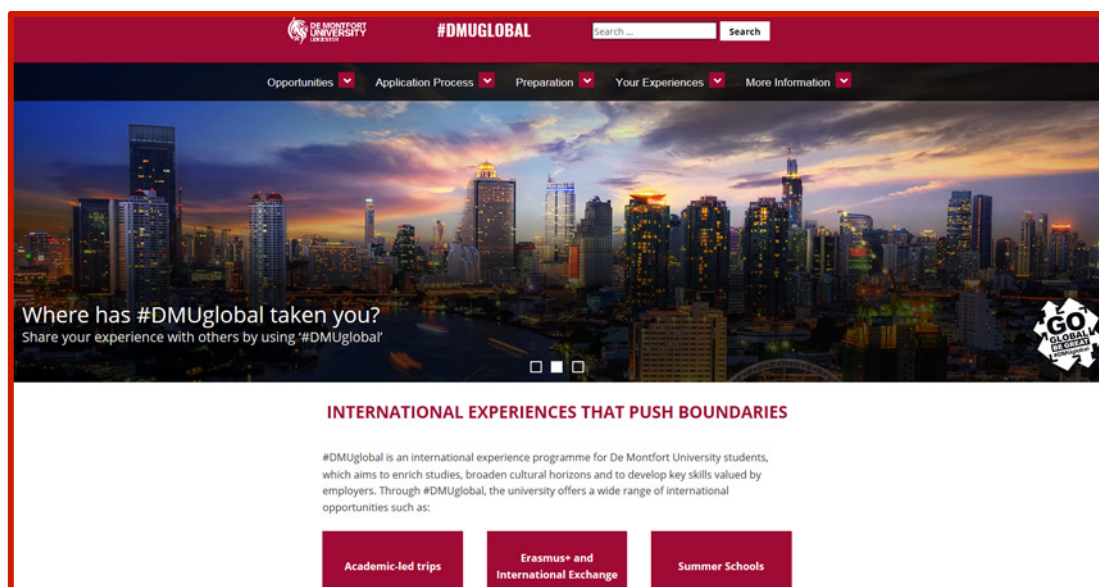 DE MONTFORT
UNIVERSITY
LEICESTER
#DMUGLOBAL
Search ...
Search
Opportunities
Application Process
Preparation
Your Experiences
More Information
Where has #DMUglobal taken you?
Share your experience with others by using '#DMUglobal'
GO
GLOBAL
BE GREAT
#DMUglobal
INTERNATIONAL EXPERIENCES THAT PUSH BOUNDARIES
#DMUglobal is an international experience programme for De Montfort University students,
which aims to enrich studies, broaden cultural horizons and to develop key skills valued by
employers. Through #DMUglobal, the university offers a wide range of international
opportunities such as:
Academic-led trips
Erasmus+ and
International Exchange
Summer Schools